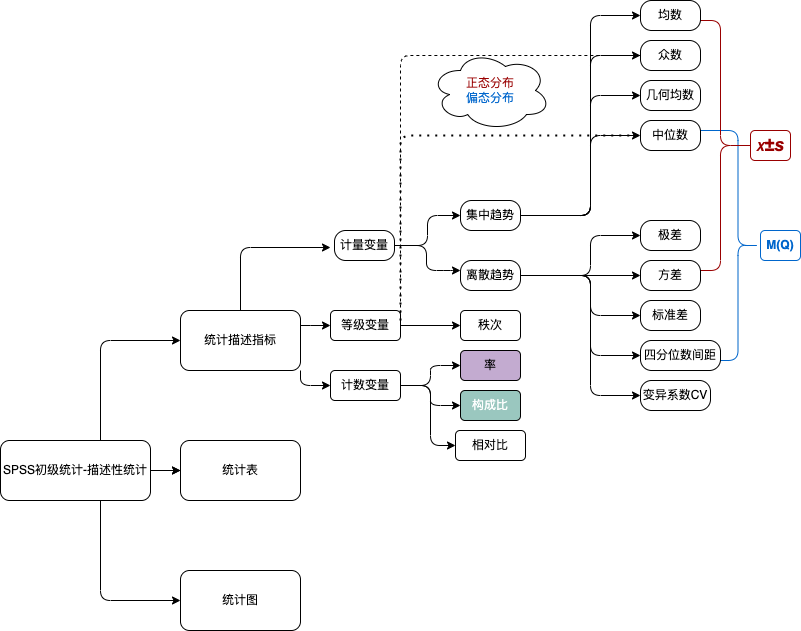 均数
众数
正态分布
偏态分布
几何均数
中位数
x±s
集中趋势
计量变量
极差
M(Q)
离散趋势
方差
标准差
统计描述指标
等级变量
秩次
四分位数间距
率
计数变量
变异系数CV
构成比
相对比
SPSS初级统计-描述性统计
统计表
统计图